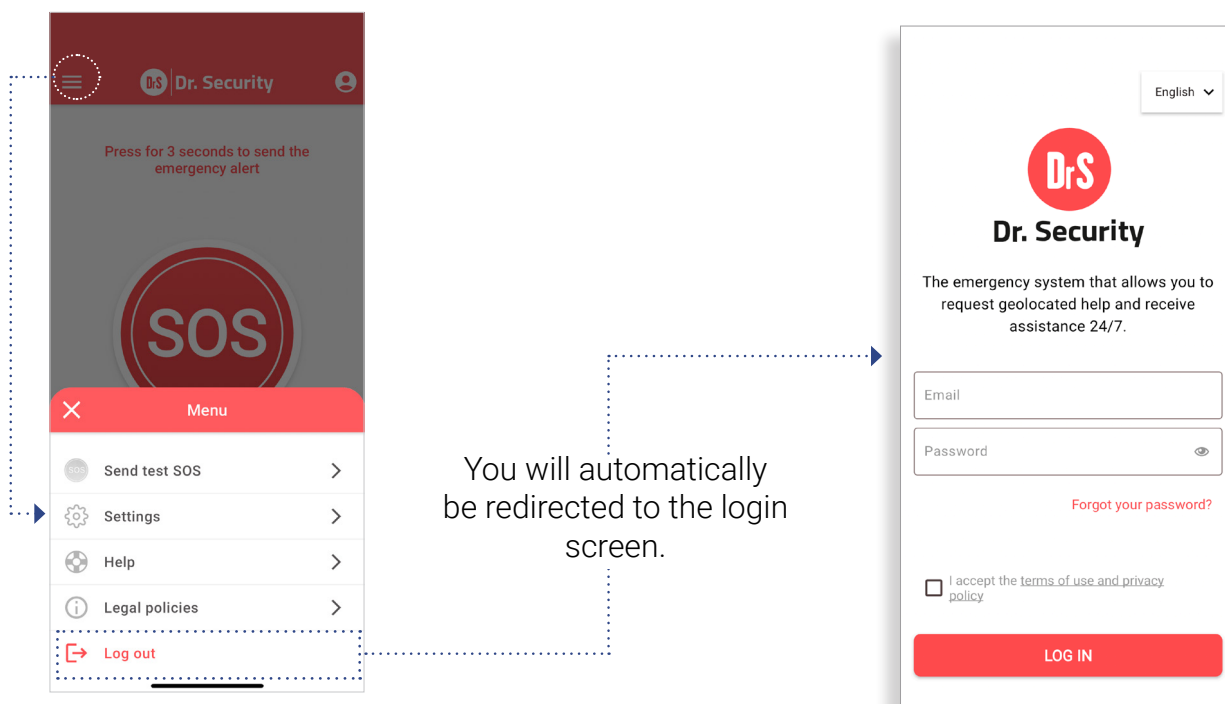 DrS Dr. Security
Press for 3 seconds to send the
emergency alert
SOS
Menu
SOS
Send test SOS
Settings
Help
Legal policies
Log out
You will automatically
be redirected to the login
screen.
English
DrS
Dr. Security
The emergency system that allows you to
request geolocated help and receive
assistance 24/7.
Email
Password
Forgot your password?
I accept the terms of use and privacy
policy
LOG IN